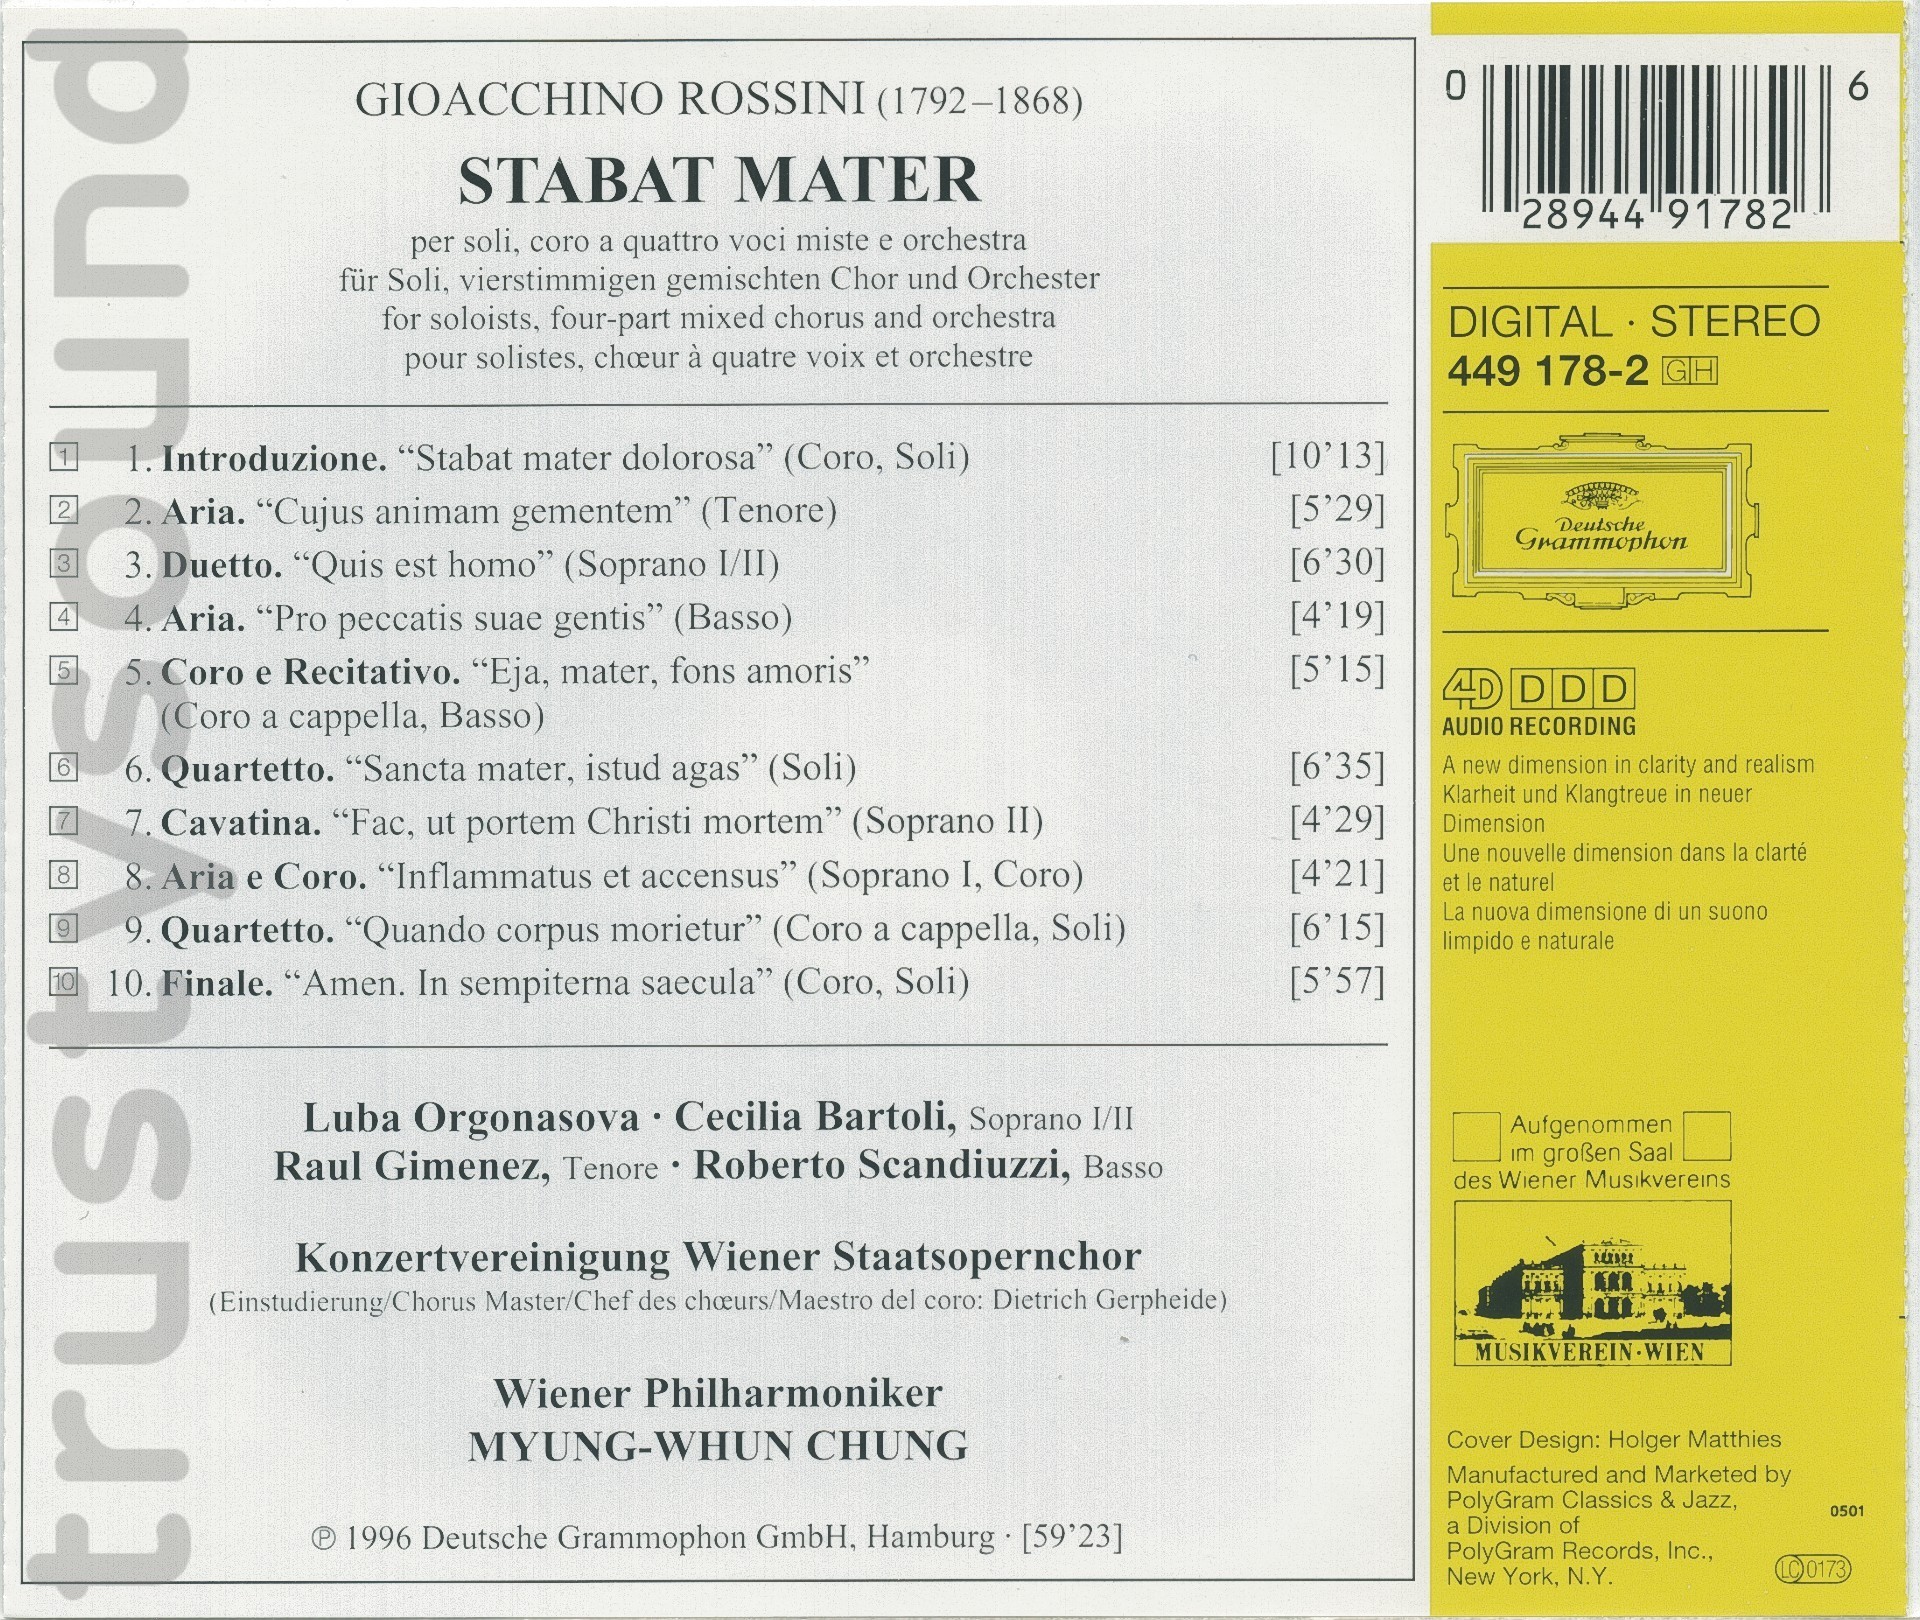 trustysound
GIOACCHINO ROSSINI (1792–1868)
STABAT MATER
per soli, coro a quattro voci miste e orchestra
für Soli, vierstimmigen gemischten Chor und Orchester
for soloists, four-part mixed chorus and orchestra
pour solistes, chœur à quatre voix et orchestre
1 1. Introduzione. “Stabat mater dolorosa” (Coro, Soli) [10’13]
2 2. Aria. “Cujus animam gementem” (Tenore) [5’29]
3 3. Duetto. “Quis est homo” (Soprano I/II) [6’30]
4 4. Aria. “Pro peccatis suae gentis” (Basso) [4’19]
5 5. Coro e Recitativo. “Eja, mater, fons amoris” [5’15]
(Coro a cappella, Basso)
6 6. Quartetto. “Sancta mater, istud agas” (Soli) [6’35]
7 7. Cavatina. “Fac, ut portem Christi mortem” (Soprano II) [4’29]
8 8. Aria e Coro. “Inflammatus et accensus” (Soprano I, Coro) [4’21]
9 9. Quartetto. “Quando corpus morietur” (Coro a cappella, Soli) [6’15]
10 10. Finale. “Amen. In sempiterna saecula” (Coro, Soli) [5’57]
Luba Orgonasova · Cecilia Bartoli, Soprano I/II
Raul Gimenez, Tenore · Roberto Scandiuzzi, Basso
Konzertvereinigung Wiener Staatsopernchor
(Einstudierung/Chorus Master/Chef des chœurs/Maestro del coro: Dietrich Gerpheide)
Wiener Philharmoniker
MYUNG-WHUN CHUNG
℗ 1996 Deutsche Grammophon GmbH, Hamburg · [59’23]
0 28944 91782 6
DIGITAL · STEREO
449 178-2 GH
Deutsche
Grammophon
4D DDD
AUDIO RECORDING
A new dimension in clarity and realism
Klarheit und Klangtreue in neuer
Dimension
Une nouvelle dimension dans la clarté
et le naturel
La nuova dimensione di un suono
limpido e naturale
Aufgenommen
im großen Saal
des Wiener Musikvereins
MUSIKVEREIN·WIEN
Cover Design: Holger Matthies
Manufactured and Marketed by
PolyGram Classics & Jazz,
a Division of
PolyGram Records, Inc.,
New York, N.Y.
0501
LC 0173